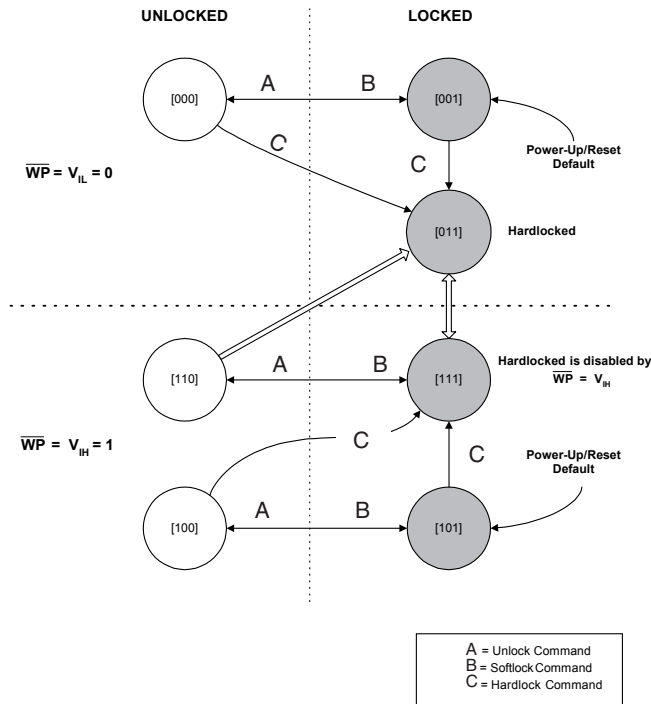 UNLOCKED
LOCKED
[000]
A
B
[001]
C
C
Power-Up/Reset
Default
WP = VIL = 0
[011]
Hardlocked
[110]
A
B
[111]
Hardlocked is disabled by
WP = VIH
WP = VIH = 1
C
C
Power-Up/Reset
Default
[100]
A
B
[101]
A = Unlock Command
B = Softlock Command
C = Hardlock Command